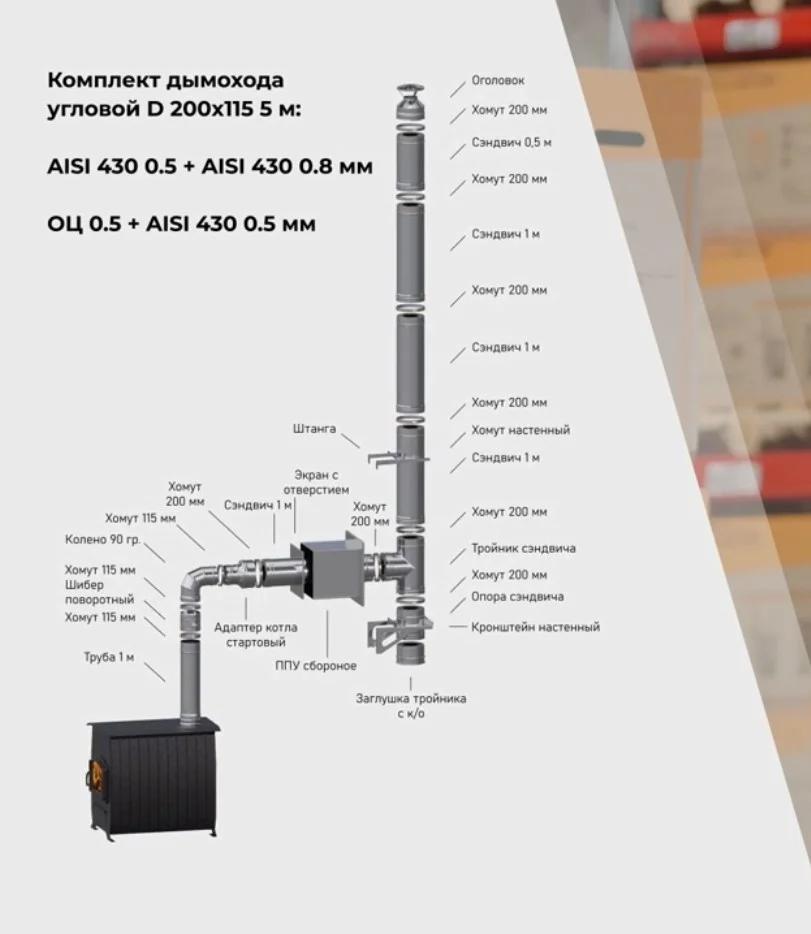 Комплект дымохода
угловой D 200x115 5 м:
AISI 430 0.5 + AISI 430 0.8 мм
ОЦ 0.5 + AISI 430 0.5 мм
Оголовок
Хомут 200 мм
Сэндвич 0,5 м
Хомут 200 мм
Сэндвич 1 м
Хомут 200 мм
Сэндвич 1 м
Хомут 200 мм
Хомут настенный
Сэндвич 1 м
Хомут 200 мм
Тройник сэндвича
Хомут 200 мм
Опора сэндвича
Кронштейн настенный
Штанга
Экран с
отверстием
Хомут
200 мм
Сэндвич 1 м
Хомут
200 мм
Хомут 115 мм
Колено 90 гр.
Хомут 115 мм
Шибер
поворотный
Хомут 115 мм
Труба 1 м
Адаптер котла
стартовый
ППУ сбороное
Заглушка тройника
с к/о